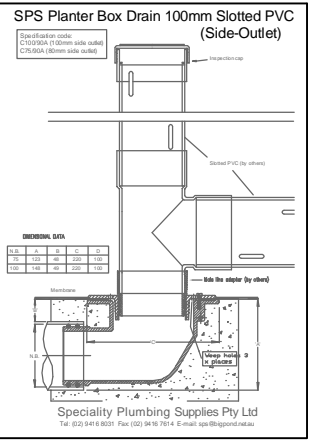 SPS Planter Box Drain 100mm Slotted PVC
(Side-Outlet)
Specification code:
C100/90A (100mm side outlet)
C75/90A (80mm side outlet)
Inspection cap
Slotted PVC (by others)
DIMENSIONAL DATA
N.B. A B C D
75 123 48 220 100
100 148 48 220 100
Male line adaptor (by others)
Membrane
'B'
'C'
'A'
N.B.
Weep holes 3
x places
Speciality Plumbing Supplies Pty Ltd
Tel: (02) 9416 8031 Fax: (02) 9416 7614 E-mail: sps@bigpond.net.au